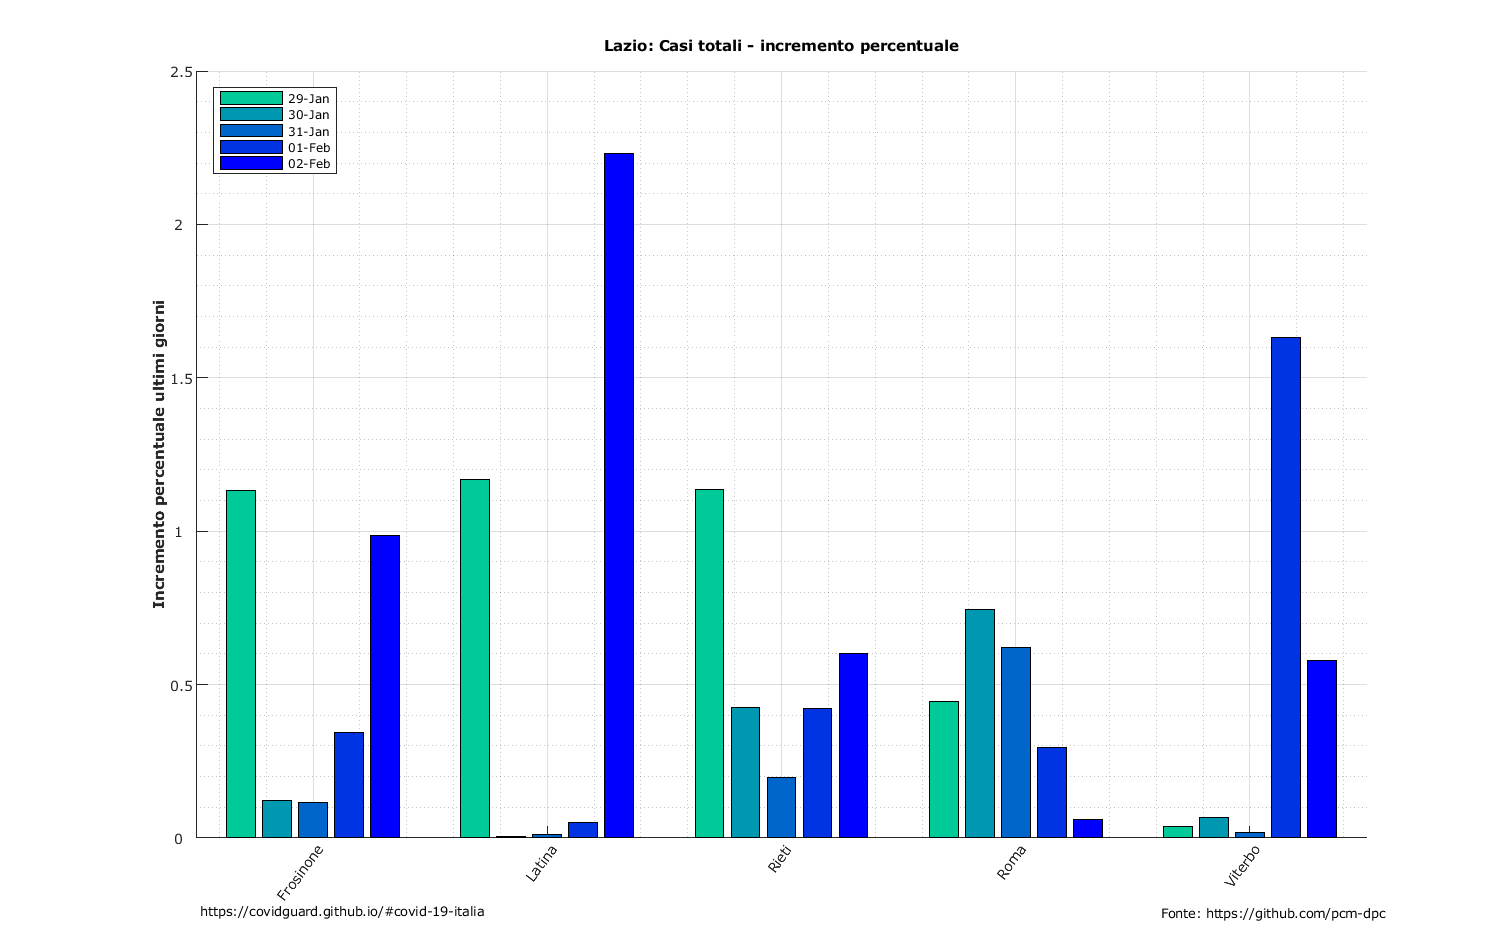 Lazio: Casi totali - incremento percentuale
2.5
2
1.5
1
0.5
0
Incremento percentuale ultimi giorni
29-Jan
30-Jan
31-Jan
01-Feb
02-Feb
Frosinone
Latina
Rieti
Roma
Viterbo
https://covidguard.github.io/#covid-19-italia
Fonte: https://github.com/pcm-dpc